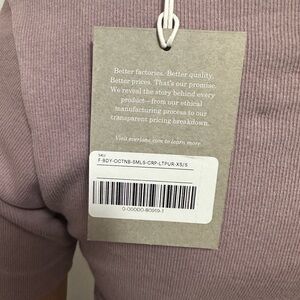 Better factories. Better quality.
Better prices. That's our promise.
We reveal the story behind every
product—from our ethical
manufacturing process to our
transparent pricing breakdown.
Visit everlane.com to learn more.
SKU
F-BDY-OCTNB-SMLS-CRP-LTPUR-XS/S
0-00000-80959-1